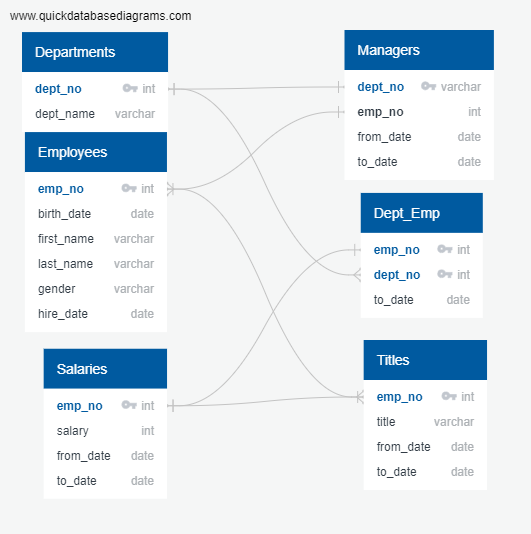 www.quickdatabasediagrams.com
Departments
dept_no int
dept_name varchar
Employees
emp_no int
birth_date date
first_name varchar
last_name varchar
gender varchar
hire_date date
Salaries
emp_no int
salary int
from_date date
to_date date
Managers
dept_no varchar
emp_no int
from_date date
to_date date
Dept_Emp
emp_no int
dept_no int
to_date date
Titles
emp_no int
title varchar
from_date date
to_date date